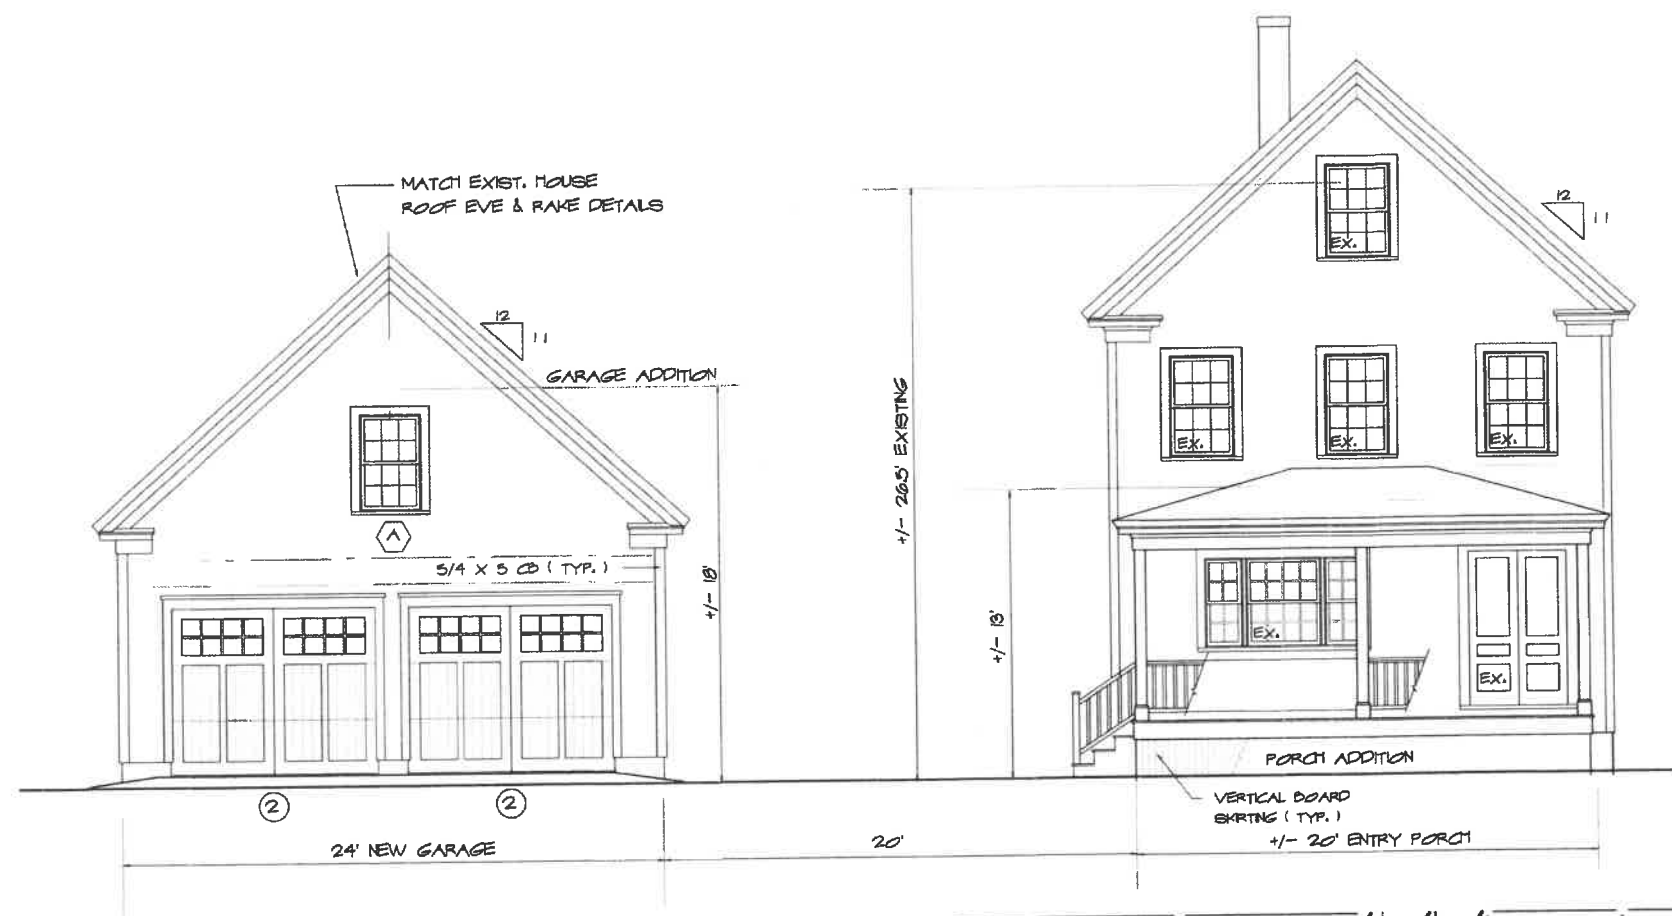 MATCH EXIST. HOUSE
ROOF EVE & RAKE DETAILS
12
11
GARAGE ADDITION
A
5/4 X 5 CB ( TYP. )
+/- 18'
2
2
24' NEW GARAGE
20'
+/- 26.5' EXISTING
+/- 13'
12
11
EX.
EX.
EX.
EX.
EX.
EX.
PORCH ADDITION
VERTICAL BOARD
SKRTING ( TYP. )
+/- 20' ENTRY PORCH